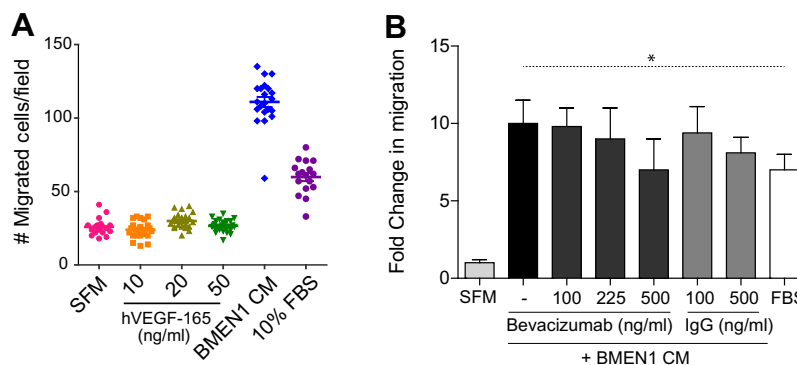 A
# Migrated cells/field
150
100
50
0
SFM
10
20
50
BMEN1 CM
10% FBS
hVEGF-165
(ng/ml)
B
Fold Change in migration
15
10
5
0
*
SFM
-
100
225
500
100
500
FBS
Bevacizumab (ng/ml)
IgG (ng/ml)
+ BMEN1 CM